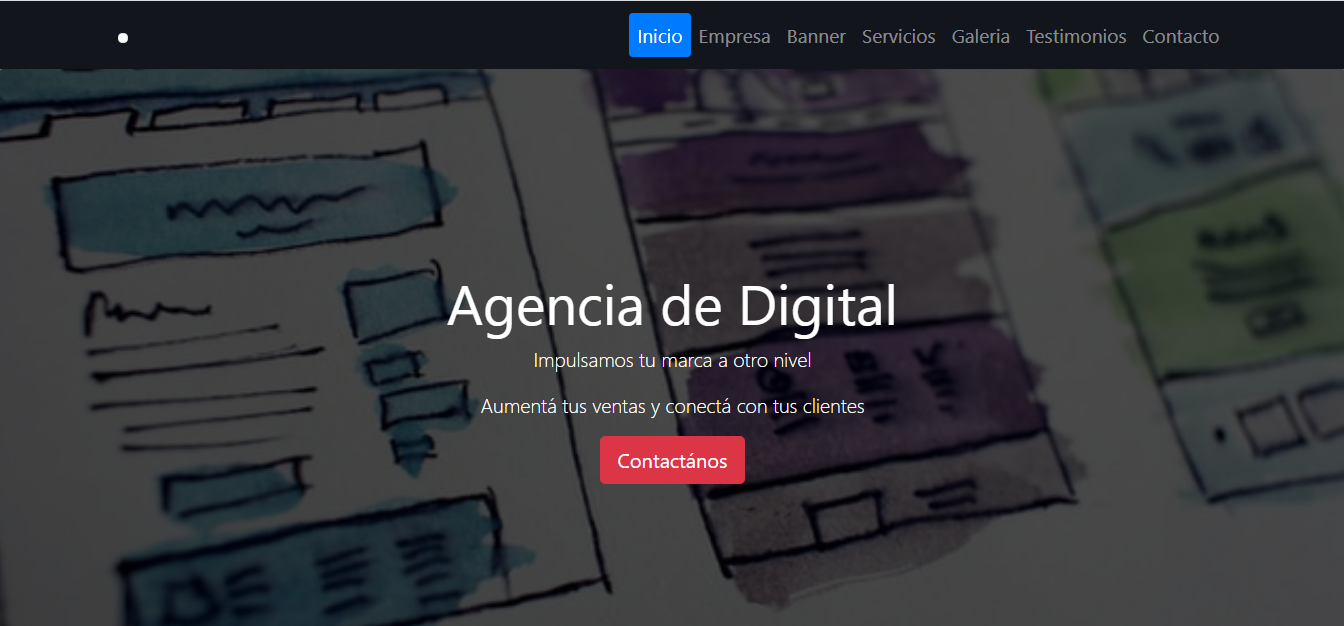 Inicio Empresa Banner Servicios Galeria Testimonios Contacto
Agencia de Digital
Impulsamos tu marca a otro nivel
Aumentá tus ventas y conectá con tus clientes
Contactános